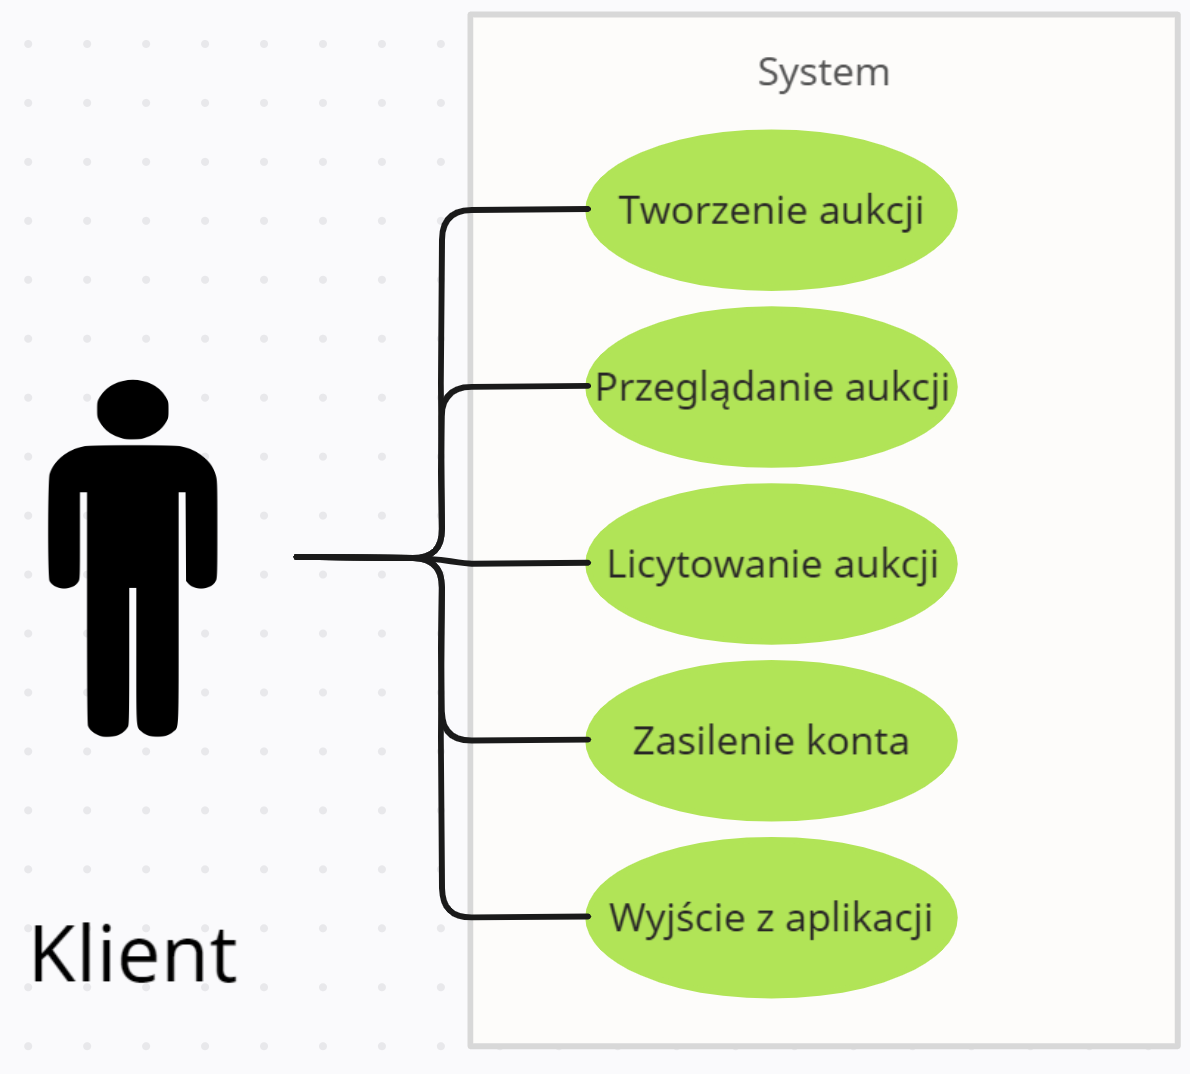 System
Tworzenie aukcji
Przeglądanie aukcji
Licytowanie aukcji
Zasilenie konta
Wyjście z aplikacji
Klient